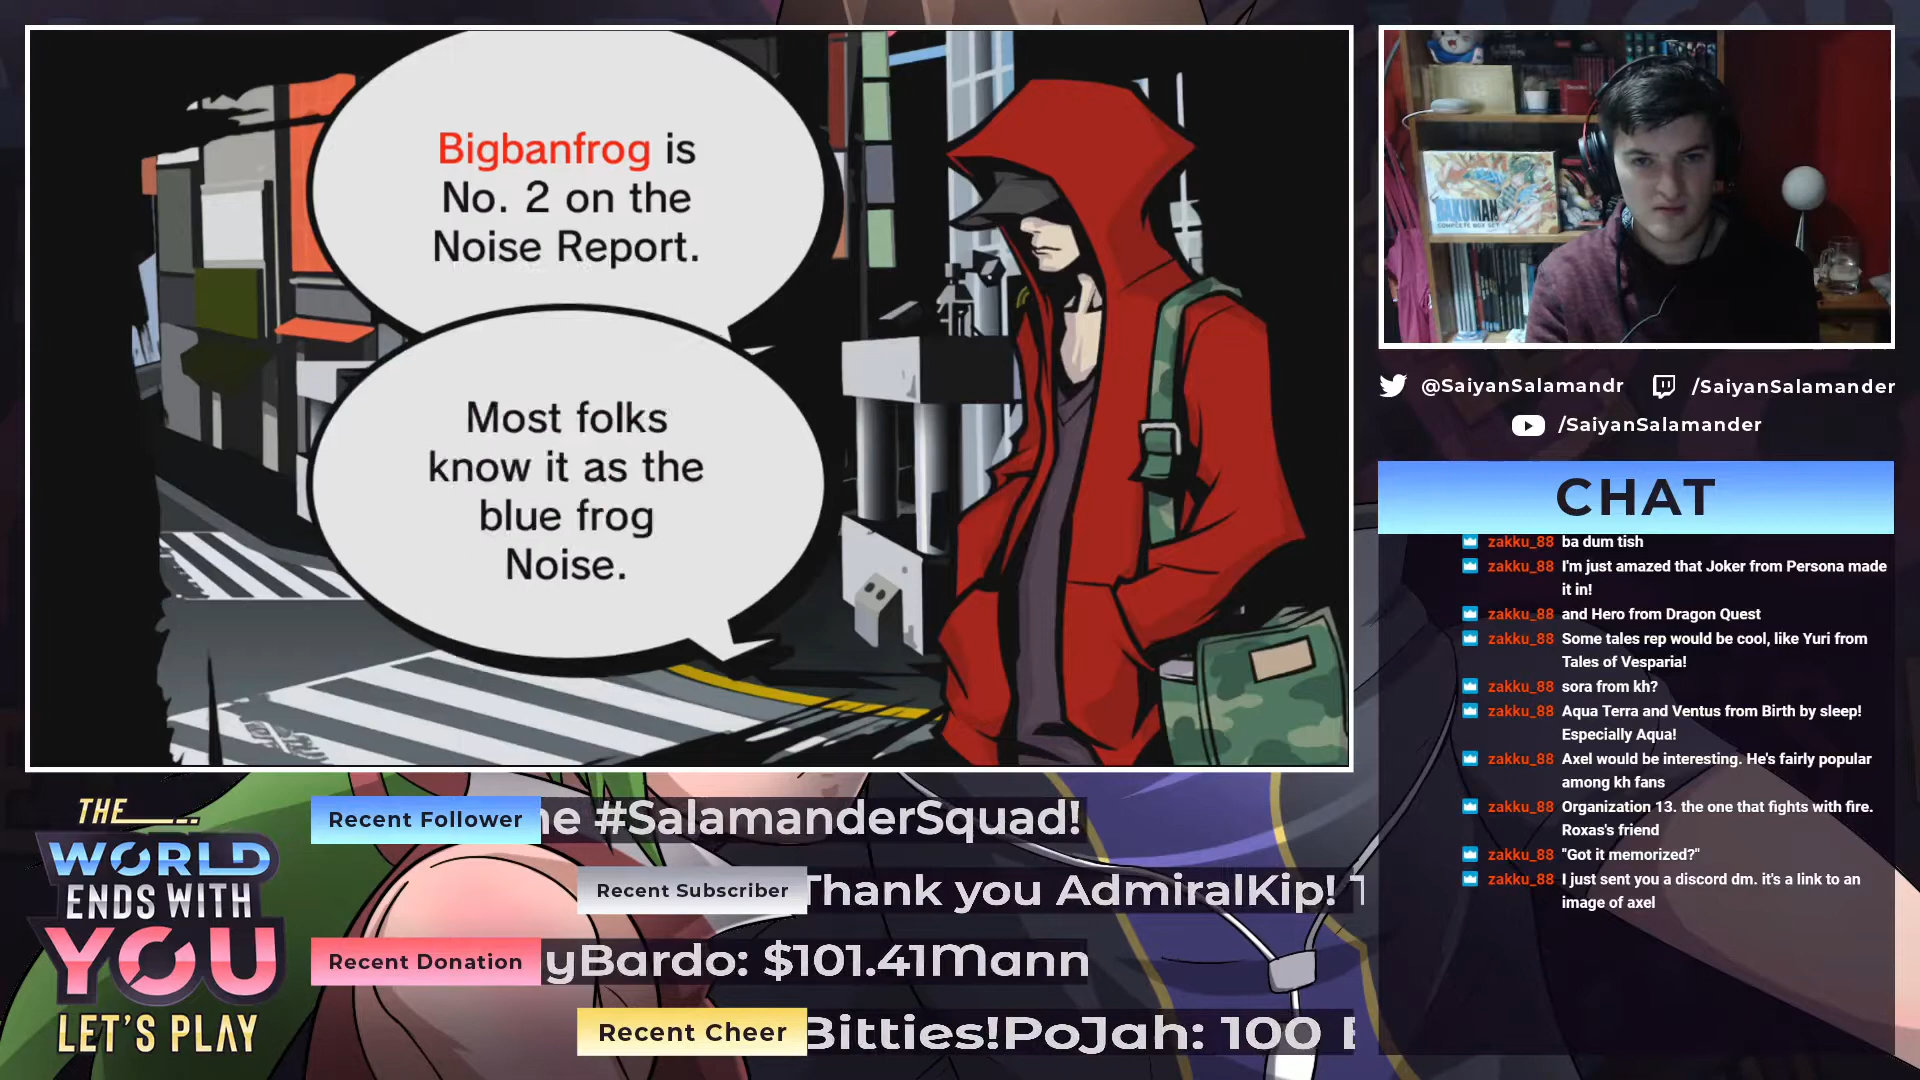 Bigbanfrog is
No. 2 on the
Noise Report.
Most folks
know it as the
blue frog
Noise.
BAKUMAN
COMPLETE BOX SET
@SaiyanSalamandr
/SaiyanSalamander
/SaiyanSalamander
CHAT
zakku_88 ba dum tish
zakku_88 I'm just amazed that Joker from Persona made
it in!
zakku_88 and Hero from Dragon Quest
zakku_88 Some tales rep would be cool, like Yuri from
Tales of Vesparia!
zakku_88 sora from kh?
zakku_88 Aqua Terra and Ventus from Birth by sleep!
Especially Aqua!
zakku_88 Axel would be interesting. He's fairly popular
among kh fans
zakku_88 Organization 13. the one that fights with fire.
Roxas's friend
zakku_88 "Got it memorized?"
zakku_88 I just sent you a discord dm. it's a link to an
image of axel
THE
WORLD
ENDS WITH
YOU
LET'S PLAY
Recent Follower
ne #SalamanderSquad!
Recent Subscriber
Thank you AdmiralKip! T
Recent Donation
yBardo: $101.41Mann
Recent Cheer
Bitties!PoJah: 100